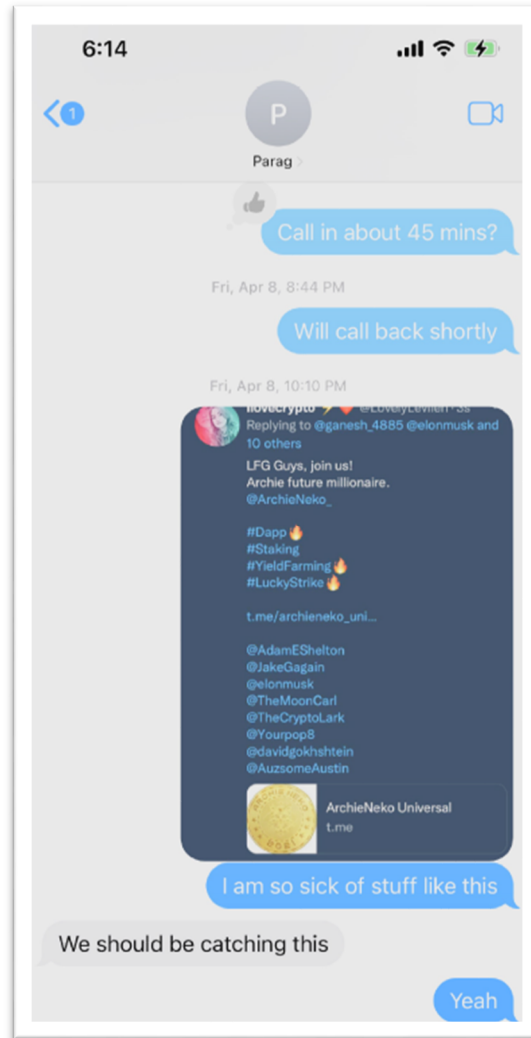 6:14
1
P
Parag
Call in about 45 mins?
Fri, Apr 8, 8:44 PM
Will call back shortly
Fri, Apr 8, 10:10 PM
Replying to @ganesh_4885 @elonmusk and
10 others
LFG Guys, join us!
Archie future millionaire.
@ArchieNeko_
#Dapp🔥
#Staking
#YieldFarming🔥
#LuckyStrike🔥
t.me/archieneko_uni...
@AdamEShelton
@JakeGagain
@elonmusk
@TheMoonCarl
@TheCryptoLark
@Yourpop8
@davidgokhshtein
@AuzsomeAustin
ARCHIE NEKO
ArchieNeko Universal
t.me
I am so sick of stuff like this
We should be catching this
Yeah